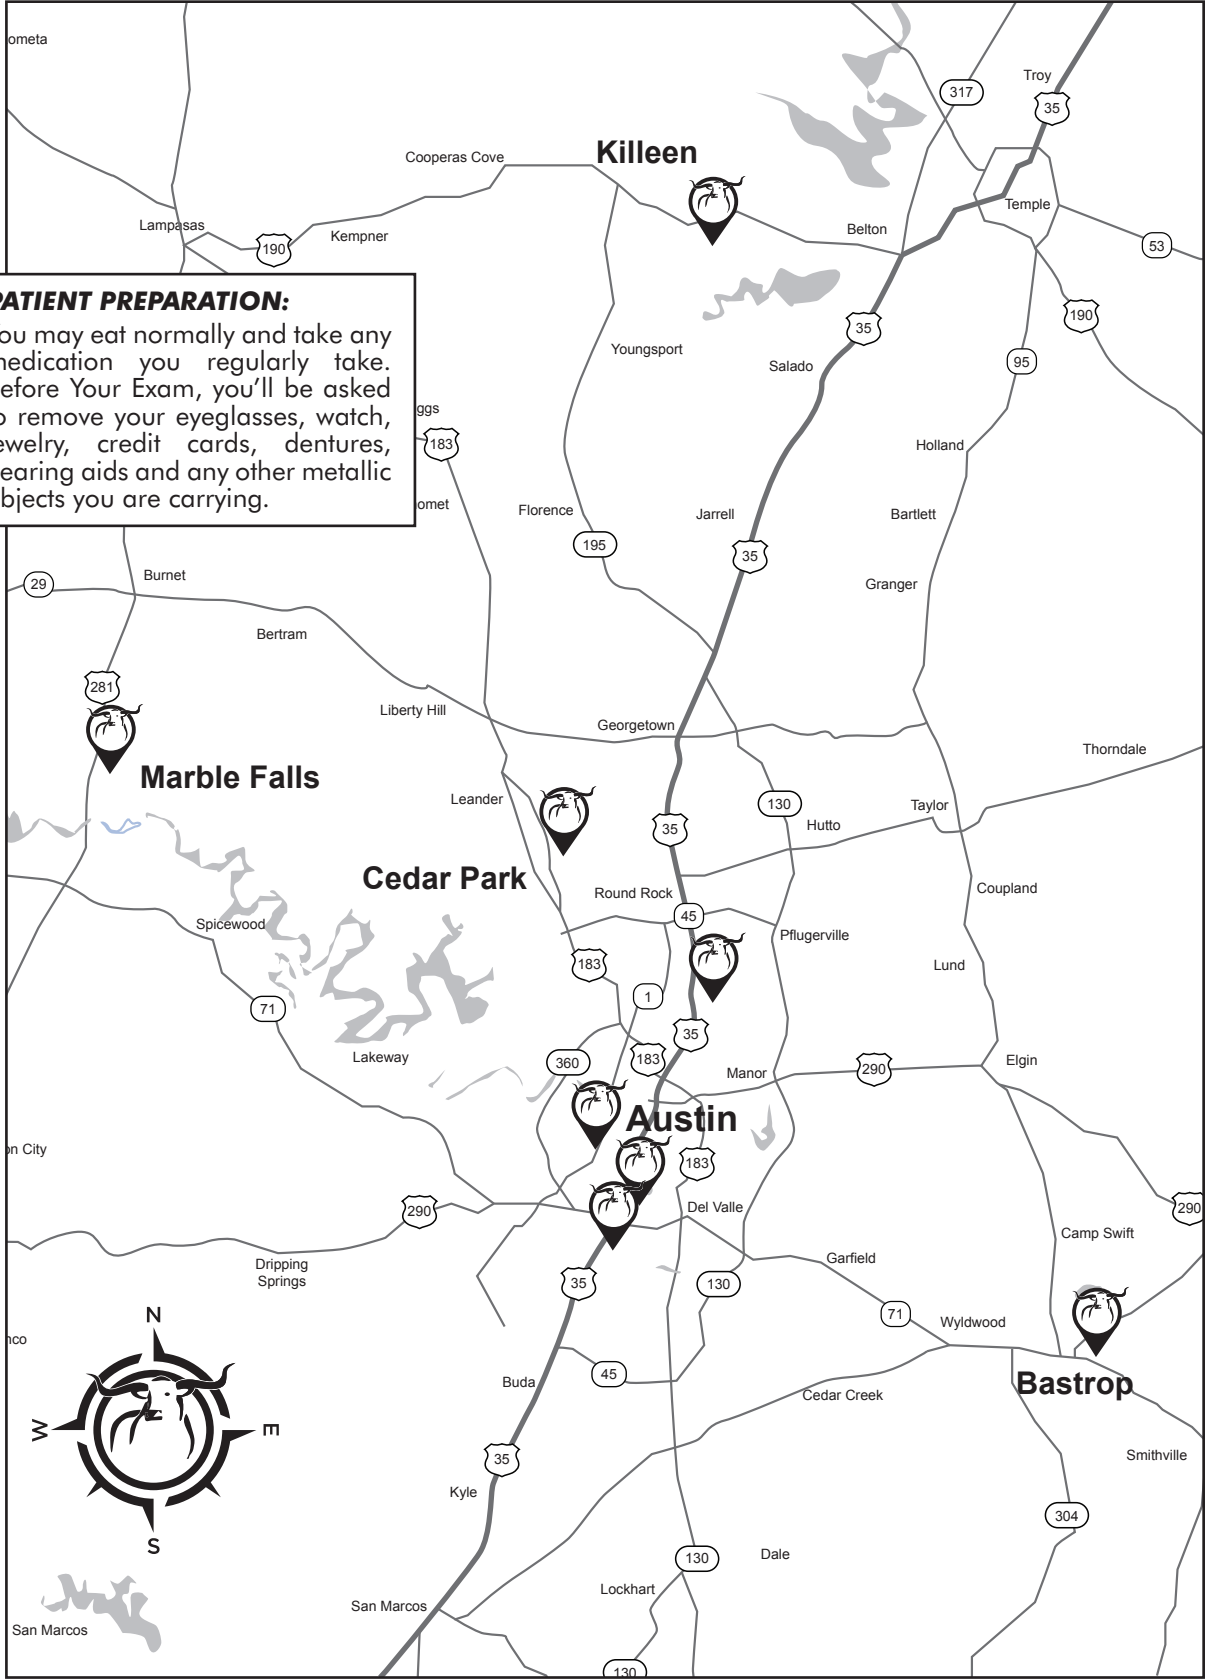 ometa
Troy
317
35
Killeen
Cooperas Cove
Temple
Lampasas
Kempner
190
Belton
53
PATIENT PREPARATION:
ou may eat normally and take any
medication you regularly take.
efore Your Exam, you'll be asked
o remove your eyeglasses, watch,
ewelry, credit cards, dentures,
earing aids and any other metallic
bjects you are carrying.
190
35
Youngsport
Salado
95
ggs
183
Holland
omet
Florence
Jarrell
Bartlett
195
35
29
Burnet
Granger
Bertram
281
Liberty Hill
Georgetown
Marble Falls
Thorndale
Leander
130
Taylor
35
Hutto
Cedar Park
Round Rock
Coupland
45
Spicewood
Pflugerville
183
Lund
1
71
35
Lakeway
360
183
Manor
290
Elgin
Austin
on City
183
290
Del Valle
290
Camp Swift
Dripping
Springs
Garfield
35
130
71
Wyldwood
N
nco
45
Buda
Bastrop
Cedar Creek
W
E
35
Smithville
Kyle
304
S
130
Dale
Lockhart
San Marcos
San Marcos
130